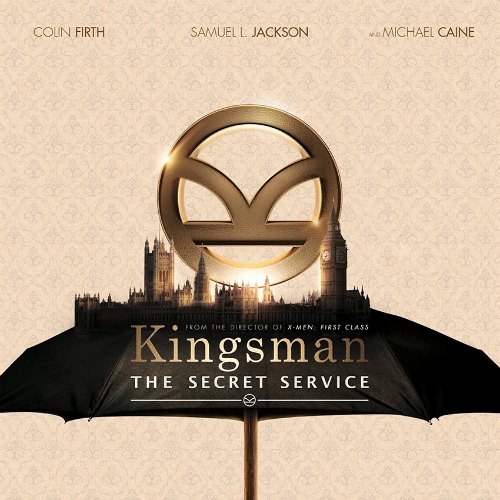 COLIN FIRTH SAMUEL L. JACKSON AND MICHAEL CAINE
FROM THE DIRECTOR OF X-MEN: FIRST CLASS
Kingsman
THE SECRET SERVICE